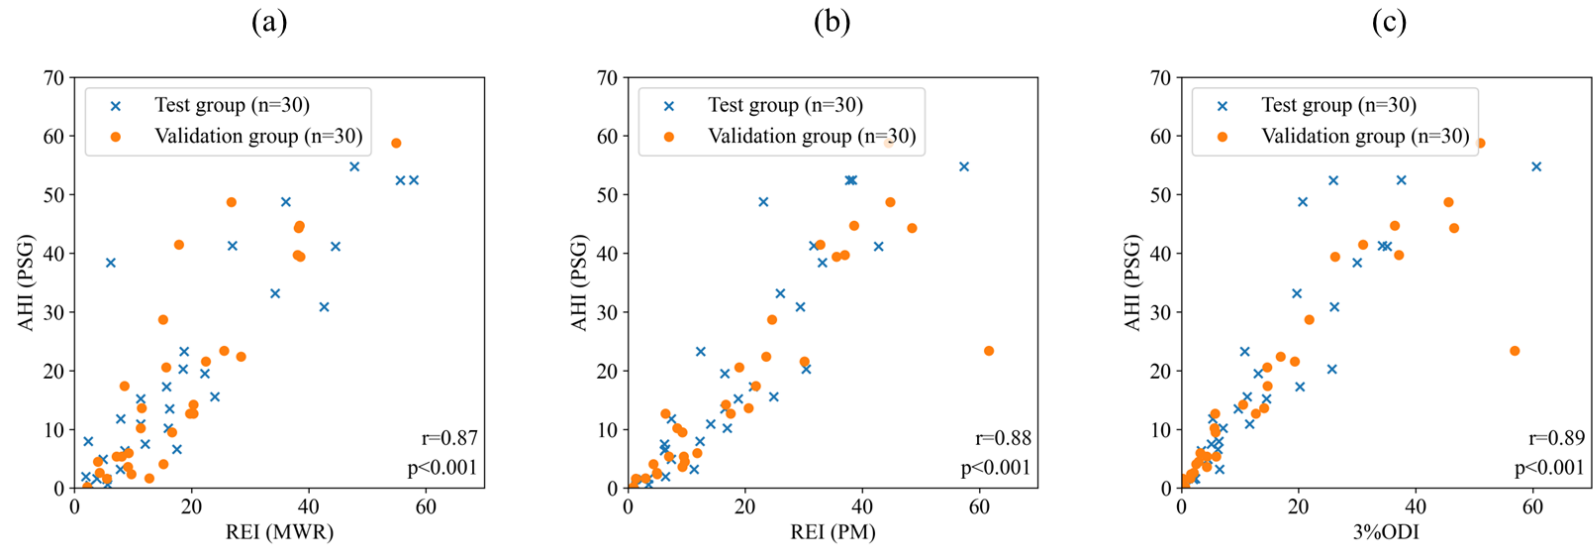 (a)
70
60
50
40
30
20
10
0
0
20
40
60
AHI (PSG)
REI (MWR)
Test group (n=30)
Validation group (n=30)
r=0.87
p<0.001
(b)
70
60
50
40
30
20
10
0
0
20
40
60
AHI (PSG)
REI (PM)
Test group (n=30)
Validation group (n=30)
r=0.88
p<0.001
(c)
70
60
50
40
30
20
10
0
0
20
40
60
AHI (PSG)
3%ODI
Test group (n=30)
Validation group (n=30)
r=0.89
p<0.001